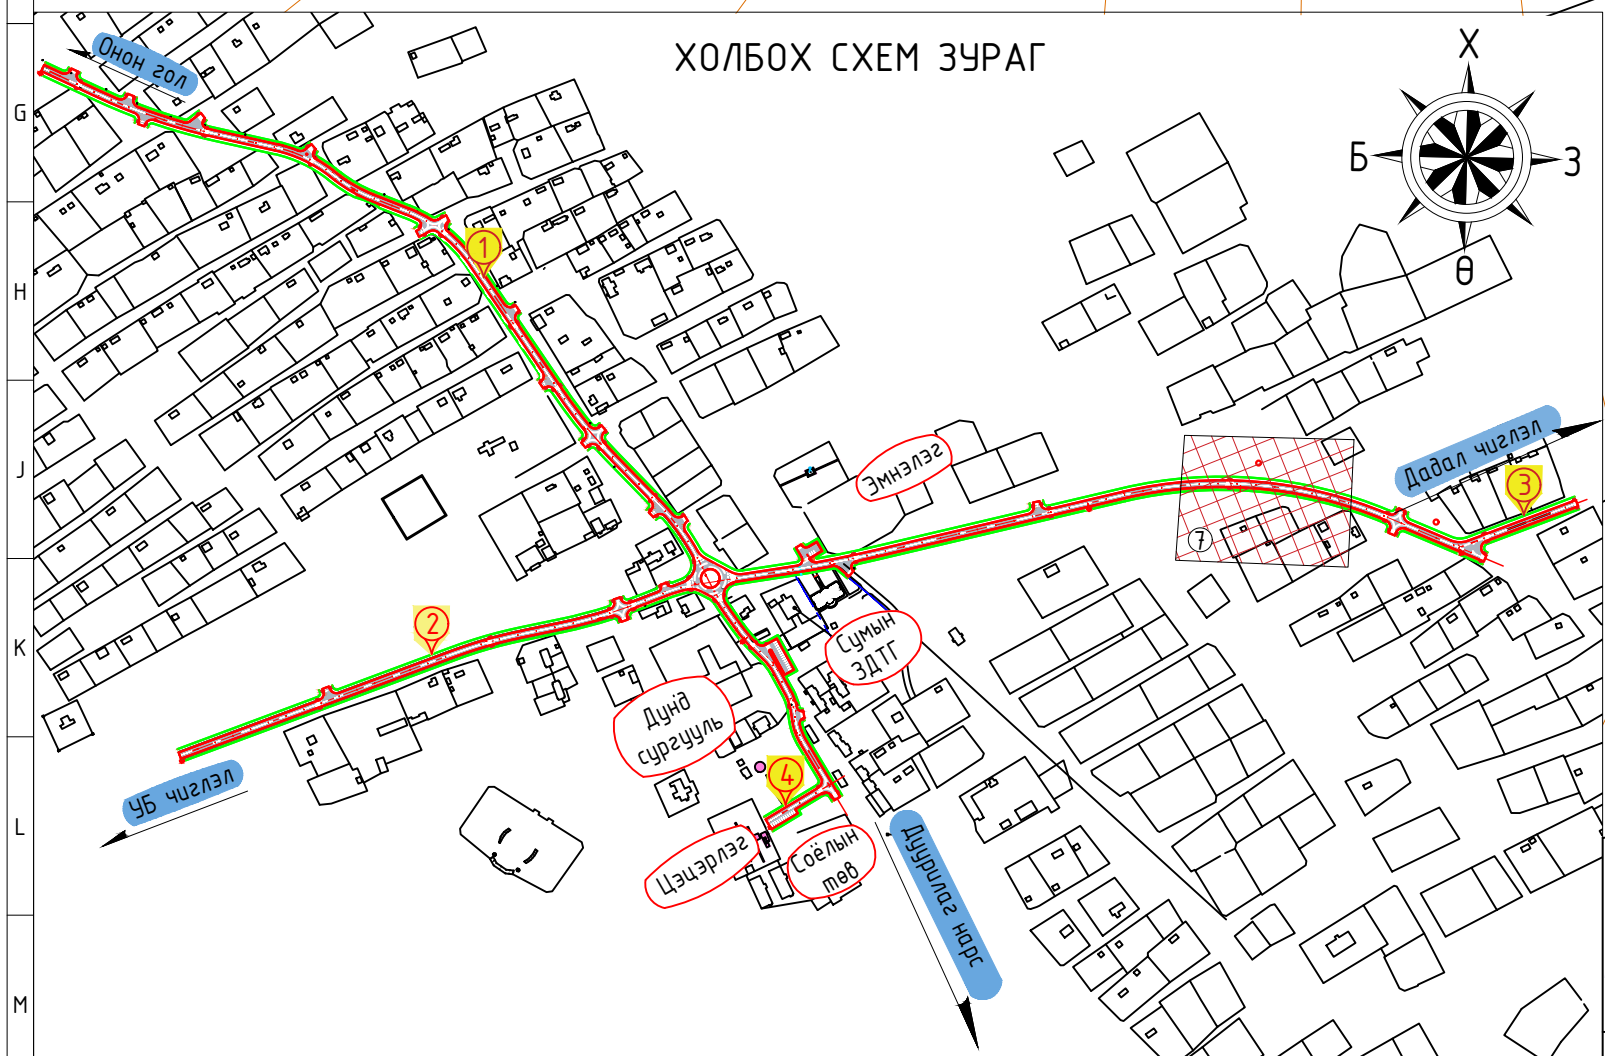 ХОЛБОХ СХЕМ ЗУРАГ
Х
Б
З
Ө
G
H
J
K
L
M
Онон гол
1
Эмнэлэг
Дадал чиглэл
3
7
2
Сумын
ЗДТГ
Дунд
сургууль
4
УБ чиглэл
Цэцэрлэг
Соёлын
төв
Дуурлиг нарс